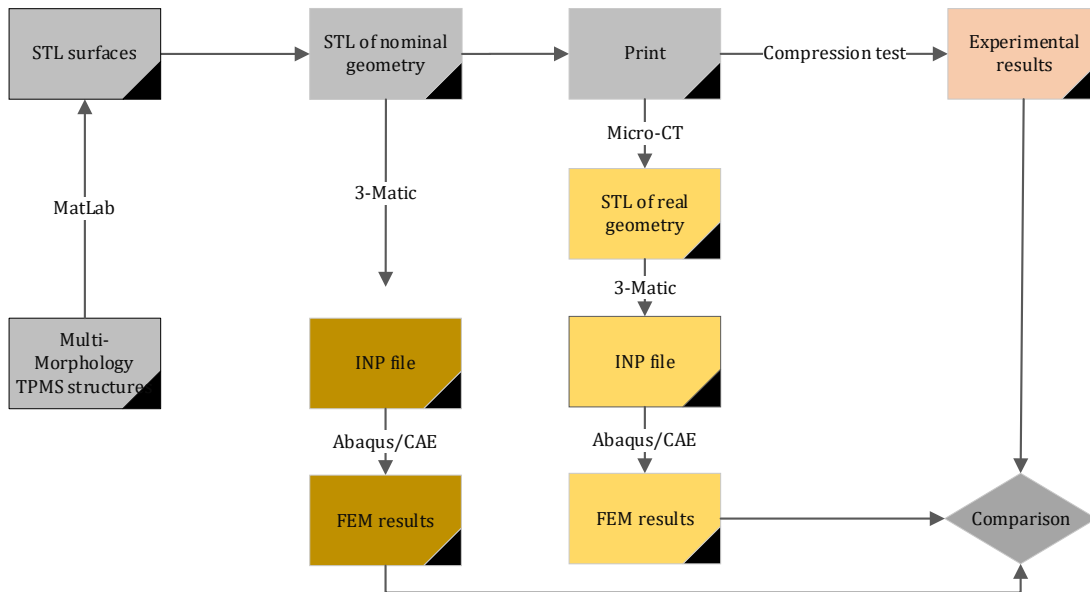 STL surfaces
STL of nominal
geometry
Print
Compression test
Experimental
results
Micro-CT
3-Matic
STL of real
geometry
MatLab
3-Matic
Multi-
Morphology
TPMS structures
INP file
INP file
Abaqus/CAE
Abaqus/CAE
FEM results
FEM results
Comparison